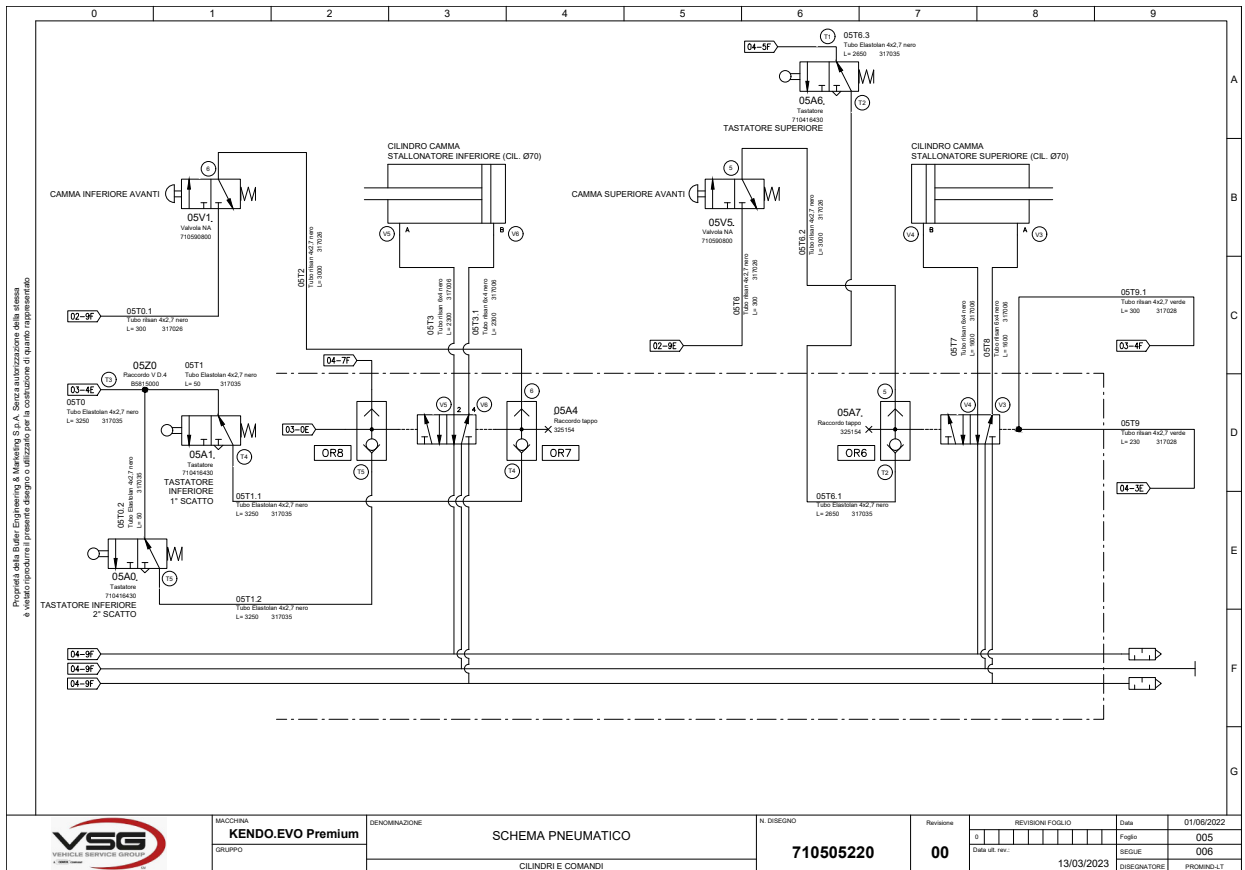 0 1 2 3 4 5 6 7 8 9
A
B
C
D
E
F
G
Proprietà della Butler Engineering & Marketing S.p.A. Senza autorizzazione della stessa
è vietato riprodurre il presente disegno o utilizzarlo per la costruzione di quanto rappresentato
04-5F
T1
05T6.3
Tubo Elastolan 4x2,7 nero
L= 2650 317035
T2
05A6.
Tastatore
710416430
TASTATORE SUPERIORE
6
CAMMA INFERIORE AVANTI
05V1.
Valvola NA
710590800
05T2
Tubo rilsan 4x2,7 nero
L= 3000 317026
02-9F
05T0.1
Tubo rilsan 4x2,7 nero
L= 300 317026
CILINDRO CAMMA
STALLONATORE INFERIORE (CIL. Ø70)
V5
A
B
V6
05T3
Tubo rilsan 6x4 nero
L= 2300 317006
05T3.1
Tubo rilsan 6x4 nero
L= 2300 317006
5
CAMMA SUPERIORE AVANTI
05V5.
Valvola NA
710590800
05T6
Tubo rilsan 4x2,7 nero
L= 300 317026
05T6.2
Tubo rilsan 4x2,7 nero
L= 3000 317026
02-9E
CILINDRO CAMMA
STALLONATORE SUPERIORE (CIL. Ø70)
V4
B
A
V3
05T7
Tubo rilsan 6x4 nero
L= 1600 317006
05T8
Tubo rilsan 6x4 nero
L= 1600 317006
05T9.1
Tubo rilsan 4x2,7 verde
L= 300 317028
03-4F
03-4E
T3
05Z0
Raccordo V D.4
B5815000
05T1
Tubo Elastolan 4x2,7 nero
L= 50 317035
05T0
Tubo Elastolan 4x2,7 nero
L= 3250 317035
05A1.
T4
Tastatore
710416430
TASTATORE
INFERIORE
1° SCATTO
05T0.2
Tubo Elastolan 4x2,7 nero
L= 50 317035
05T1.1
Tubo Elastolan 4x2,7 nero
L= 3250 317035
04-7F
03-0E
OR8
T5
V5
2 4
V6
6
05A4
Raccordo tappo
325154
OR7
T4
5
05A7.
Raccordo tappo
325154
OR6
T2
V4
V3
05T9
Tubo rilsan 4x2,7 verde
L= 230 317028
04-3E
05T6.1
Tubo Elastolan 4x2,7 nero
L= 2650 317035
05A0.
T5
Tastatore
710416430
TASTATORE INFERIORE
2° SCATTO
05T1.2
Tubo Elastolan 4x2,7 nero
L= 3250 317035
04-9F
04-9F
04-9F
VSG
VEHICLE SERVICE GROUP
MACCHINA
KENDO.EVO Premium
GRUPPO
DENOMINAZIONE
SCHEMA PNEUMATICO
CILINDRI E COMANDI
N. DISEGNO
710505220
Revisione
00
REVISIONI FOGLIO
0
Data ult. rev.:
13/03/2023
Data 01/06/2022
Foglio 005
SEGUE 006
DISEGNATORE PROMIND-LT
0 1 2 3 4 5 6 7 8 9